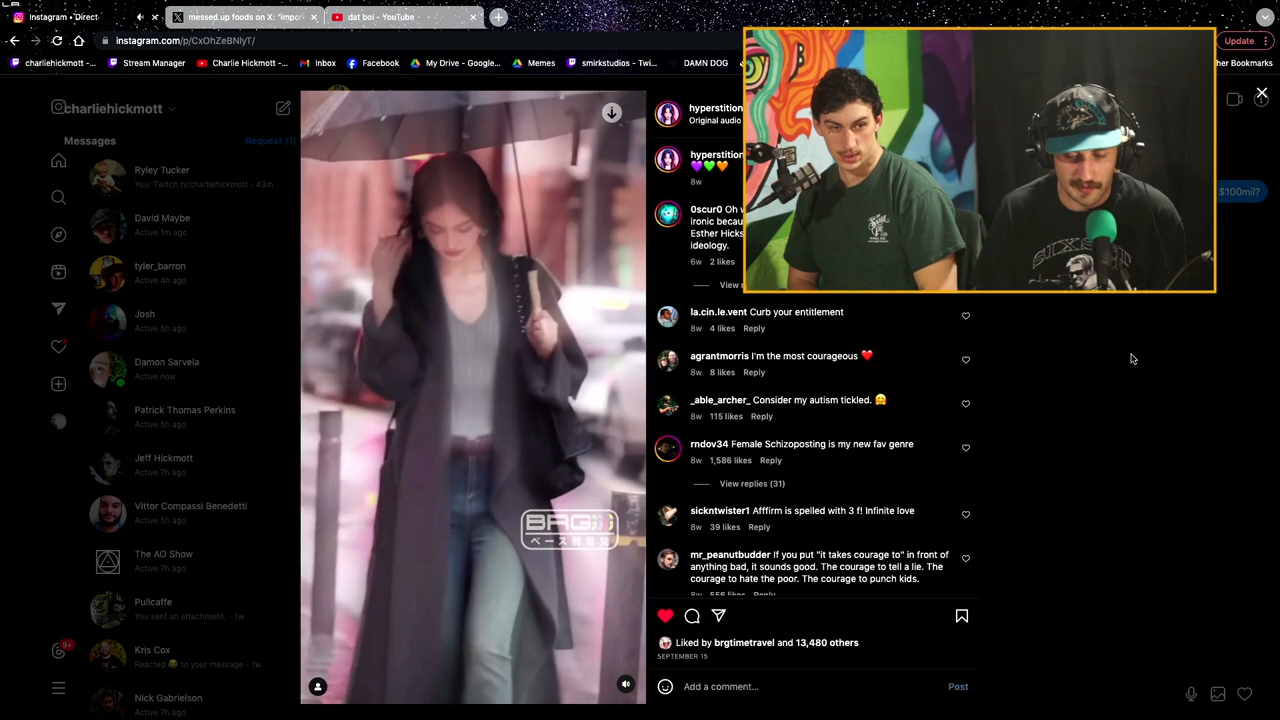 Instagram • Direct
messed up foods on X: "impo
dat boi - YouTube
instagram.com/p/CxOhZeBNlyT/
Update
charliehickmott -...
Stream Manager
Charlie Hickmott -...
Inbox
Facebook
My Drive - Google...
Memes
smirkstudios - Twi...
DAMN DOG
her Bookmarks
charliehickmott
Messages
Request (1)
Ryley Tucker
You: Twitch.tv/charliehickmott · 43m
David Maybe
Active 1m ago
tyler_barron
Active 4h ago
Josh
Active 5h ago
Damon Sarvela
Active now
Patrick Thomas Perkins
Active 5h ago
Jeff Hickmott
Active 7h ago
Vittor Compassi Benedetti
Active 5h ago
The AO Show
Active 7h ago
Pullcaffe
You sent an attachment. · 1w
9+
Kris Cox
Reacted 😂 to your message · 1w
Nick Gabrielson
Active 7h ago
BRG
hyperstition
Original audio
hyperstition
💜💚🧡
8w
0scur0 Oh w
ironic becau
Esther Hicks
ideology.
6w 2 likes
View r
la.cin.le.vent Curb your entitlement
8w 4 likes Reply
agrantmorris I'm the most courageous ❤️
8w 8 likes Reply
_able_archer_ Consider my autism tickled. 🤗
8w 115 likes Reply
rndov34 Female Schizoposting is my new fav genre
8w 1,586 likes Reply
View replies (31)
sickntwister1 Afffirm is spelled with 3 f! Infinite love
8w 39 likes Reply
mr_peanutbudder If you put "it takes courage to" in front of
anything bad, it sounds good. The courage to tell a lie. The
courage to hate the poor. The courage to punch kids.
8w 556 likes Reply
Liked by brgtimetravel and 13,480 others
SEPTEMBER 15
Add a comment...
Post
$100mil?